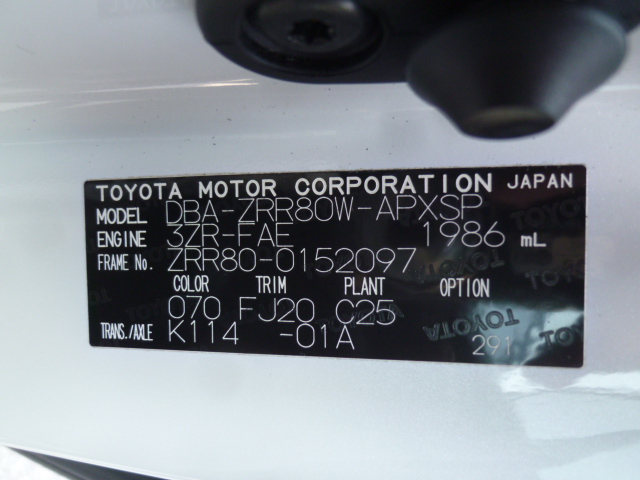 TOYOTA MOTOR CORPORATION JAPAN
MODEL DBA-ZRR80W-APXSP
ENGINE 3ZR-FAE 1986 mL
FRAME No. ZRR80-0152097
COLOR TRIM PLANT OPTION
070 FJ20 C25
TRANS./AXLE K114 -01A
291